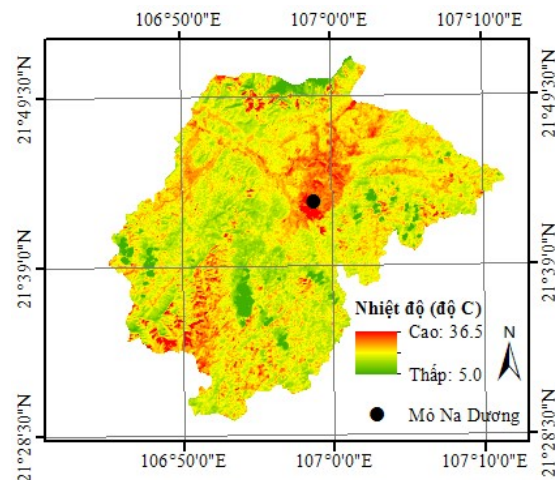 106°50'0"E 107°0'0"E 107°10'0"E
21°49'30"N 21°49'30"N
21°39'0"N 21°39'0"N
21°28'30"N 21°28'30"N
Nhiệt độ (độ C)
Cao: 36.5
Thấp: 5.0
N
Mỏ Na Dương
106°50'0"E 107°0'0"E 107°10'0"E